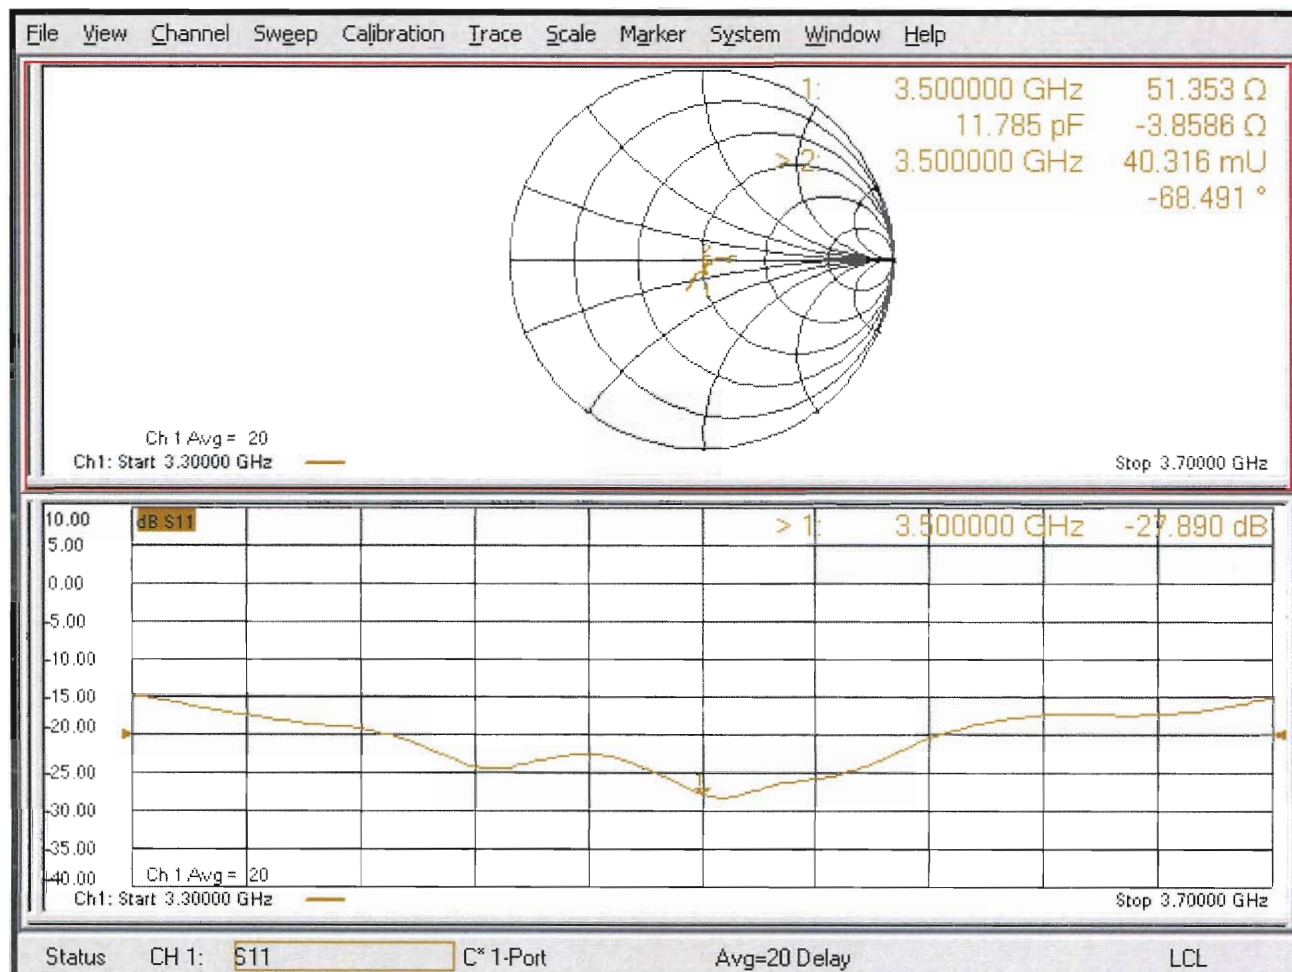 File View Channel Sweep Calibration Trace Scale Marker System Window Help
1: 3.500000 GHz 51.353 Ω
11.785 pF -3.8586 Ω
> 2: 3.500000 GHz 40.316 mU
-68.491 °
Ch 1 Avg = 20
Ch1: Start 3.30000 GHz Stop 3.70000 GHz
10.00 dB S11 > 1: 3.500000 GHz -27.890 dB
5.00
0.00
-5.00
-10.00
-15.00
-20.00
-25.00
-30.00
-35.00
-40.00 Ch 1 Avg = 20
Ch1: Start 3.30000 GHz Stop 3.70000 GHz
Status CH 1: S11 C* 1-Port Avg=20 Delay LCL